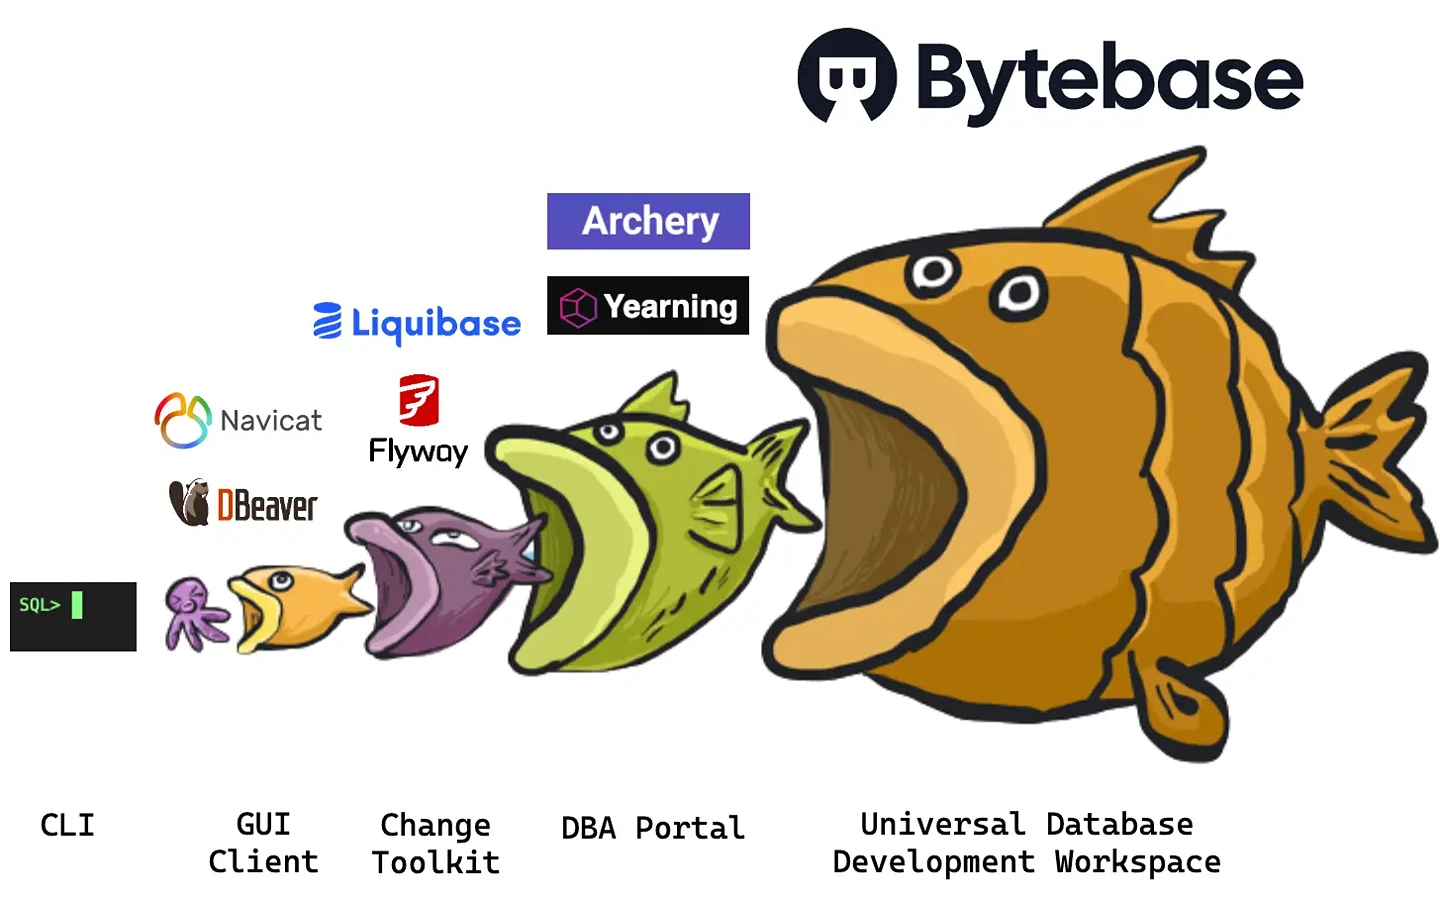 Bytebase
Archery
Yearning
Liquibase
Navicat
Flyway
DBeaver
SQL>
CLI
GUI
Client
Change
Toolkit
DBA Portal
Universal Database
Development Workspace